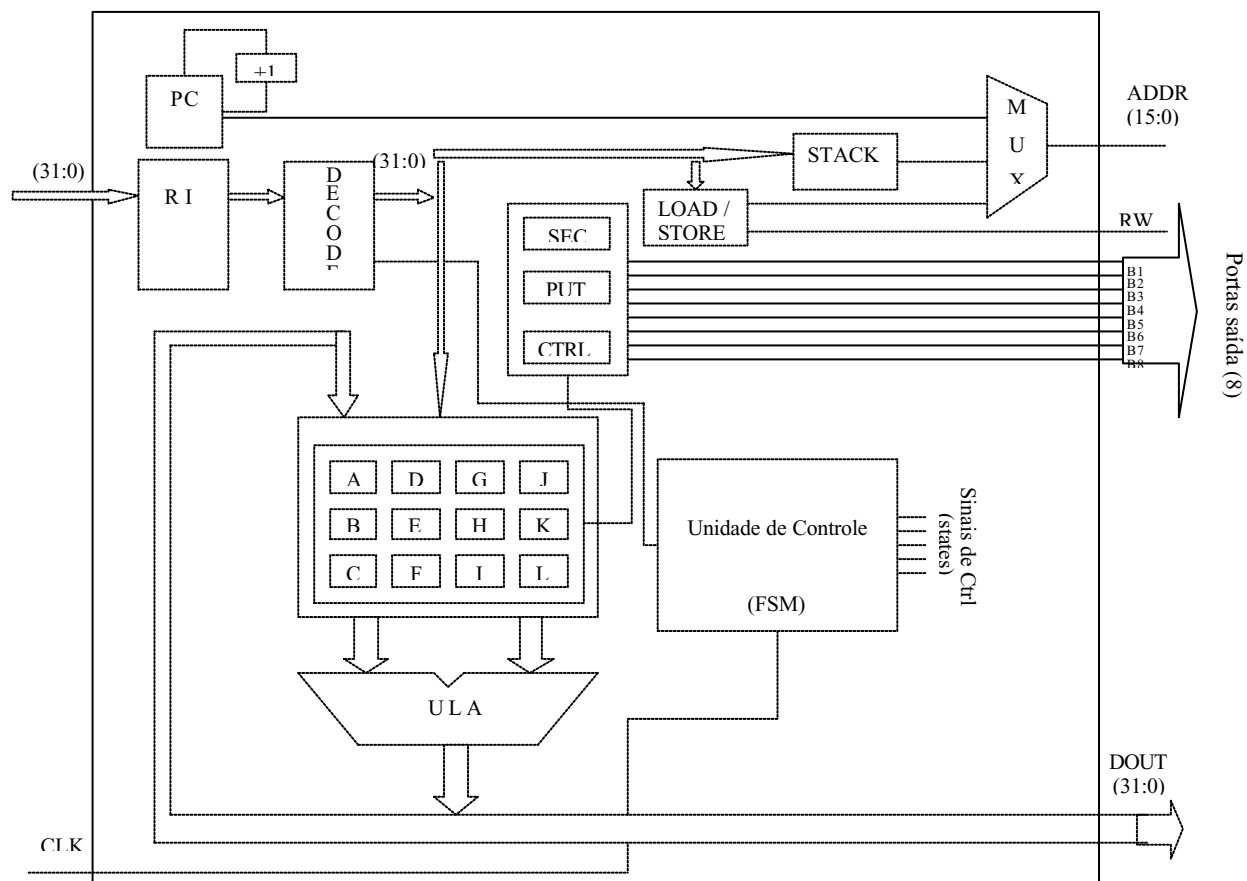 +1
PC
M
U
X
ADDR
(15:0)
(31:0)
R I
D
E
C
O
D
E
(31:0)
STACK
LOAD /
STORE
RW
SEC
PUT
CTRL
B1
B2
B3
B4
B5
B6
B7
B8
Portas saída (8)
A
D
G
J
B
E
H
K
C
F
I
L
Unidade de Controle
(FSM)
Sinais de Ctrl
(states)
U L A
DOUT
(31:0)
CLK